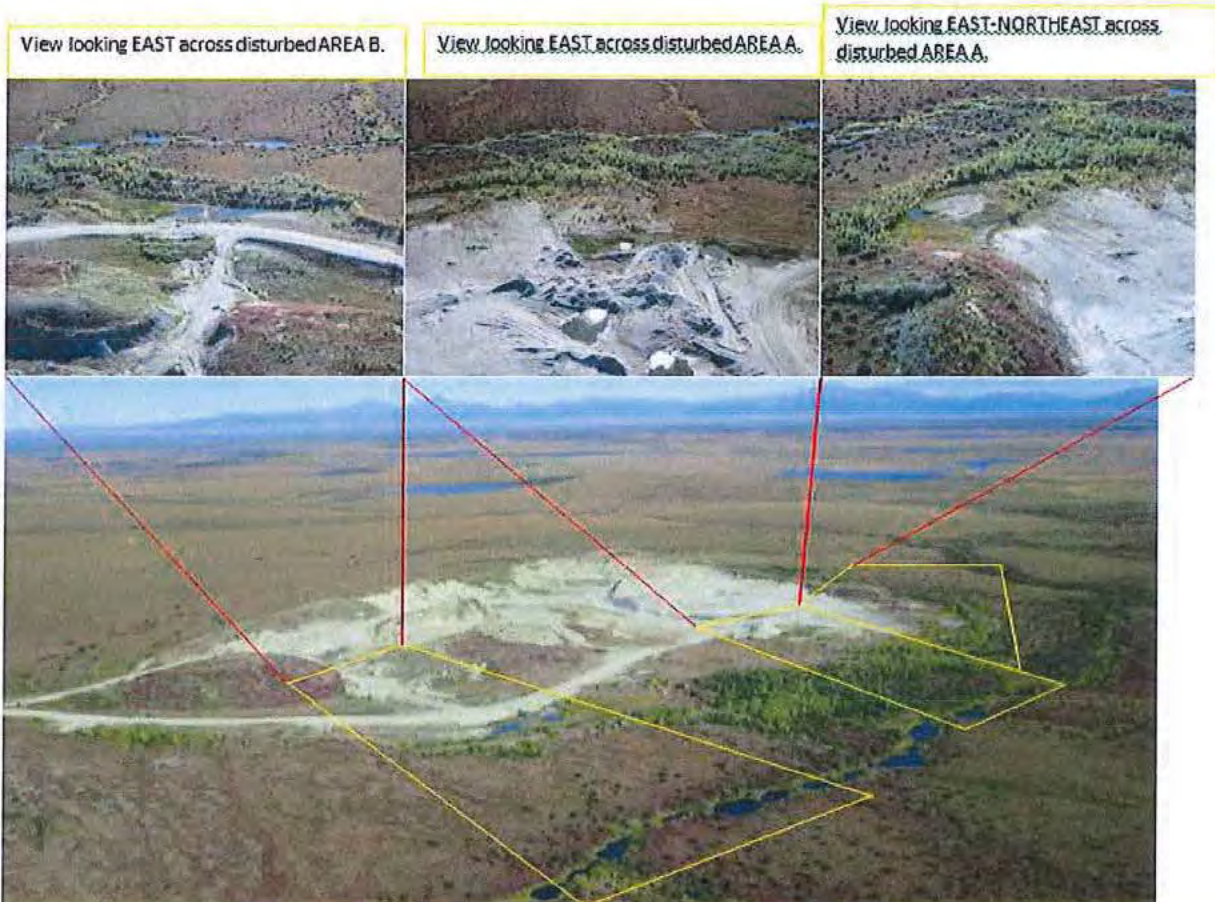 View looking EAST across disturbed AREA B.
View looking EAST across disturbed AREA A.
View looking EAST-NORTHEAST across
disturbed AREA A.